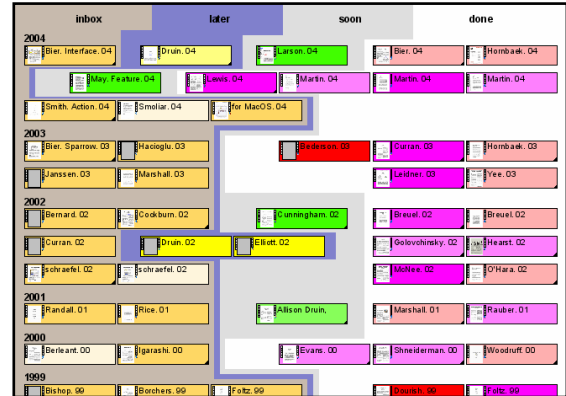 inbox later soon done
2004
Bier. Interface. 04 Druin. 04 Larson. 04 Bier. 04 Hornbaek. 04
May. Feature. 04 Lewis. 04 Martin. 04 Martin. 04 Martin. 04
Smith. Action. 04 Smoliar. 04 for MacOS. 04
2003
Bier. Sparrow. 03 Hacioglu. 03 Bederson. 03 Curran. 03 Hornbaek. 03
Janssen. 03 Marshall. 03 Leidner. 03 Yee. 03
2002
Bernard. 02 Cockburn. 02 Cunningham. 02 Breuel. 02 Breuel. 02
Curran. 02 Druin. 02 Elliott. 02 Golovchinsky. 02 Hearst. 02
schraefel. 02 schraefel. 02 McNee. 02 O'Hara. 02
2001
Randall. 01 Rice. 01 Allison Druin, Marshall. 01 Rauber. 01
2000
Berleant. 00 Igarashi. 00 Evans. 00 Shneiderman. 00 Woodruff. 00
1999
Bishop. 99 Borchers. 99 Foltz. 99 Dourish. 99 Foltz. 99